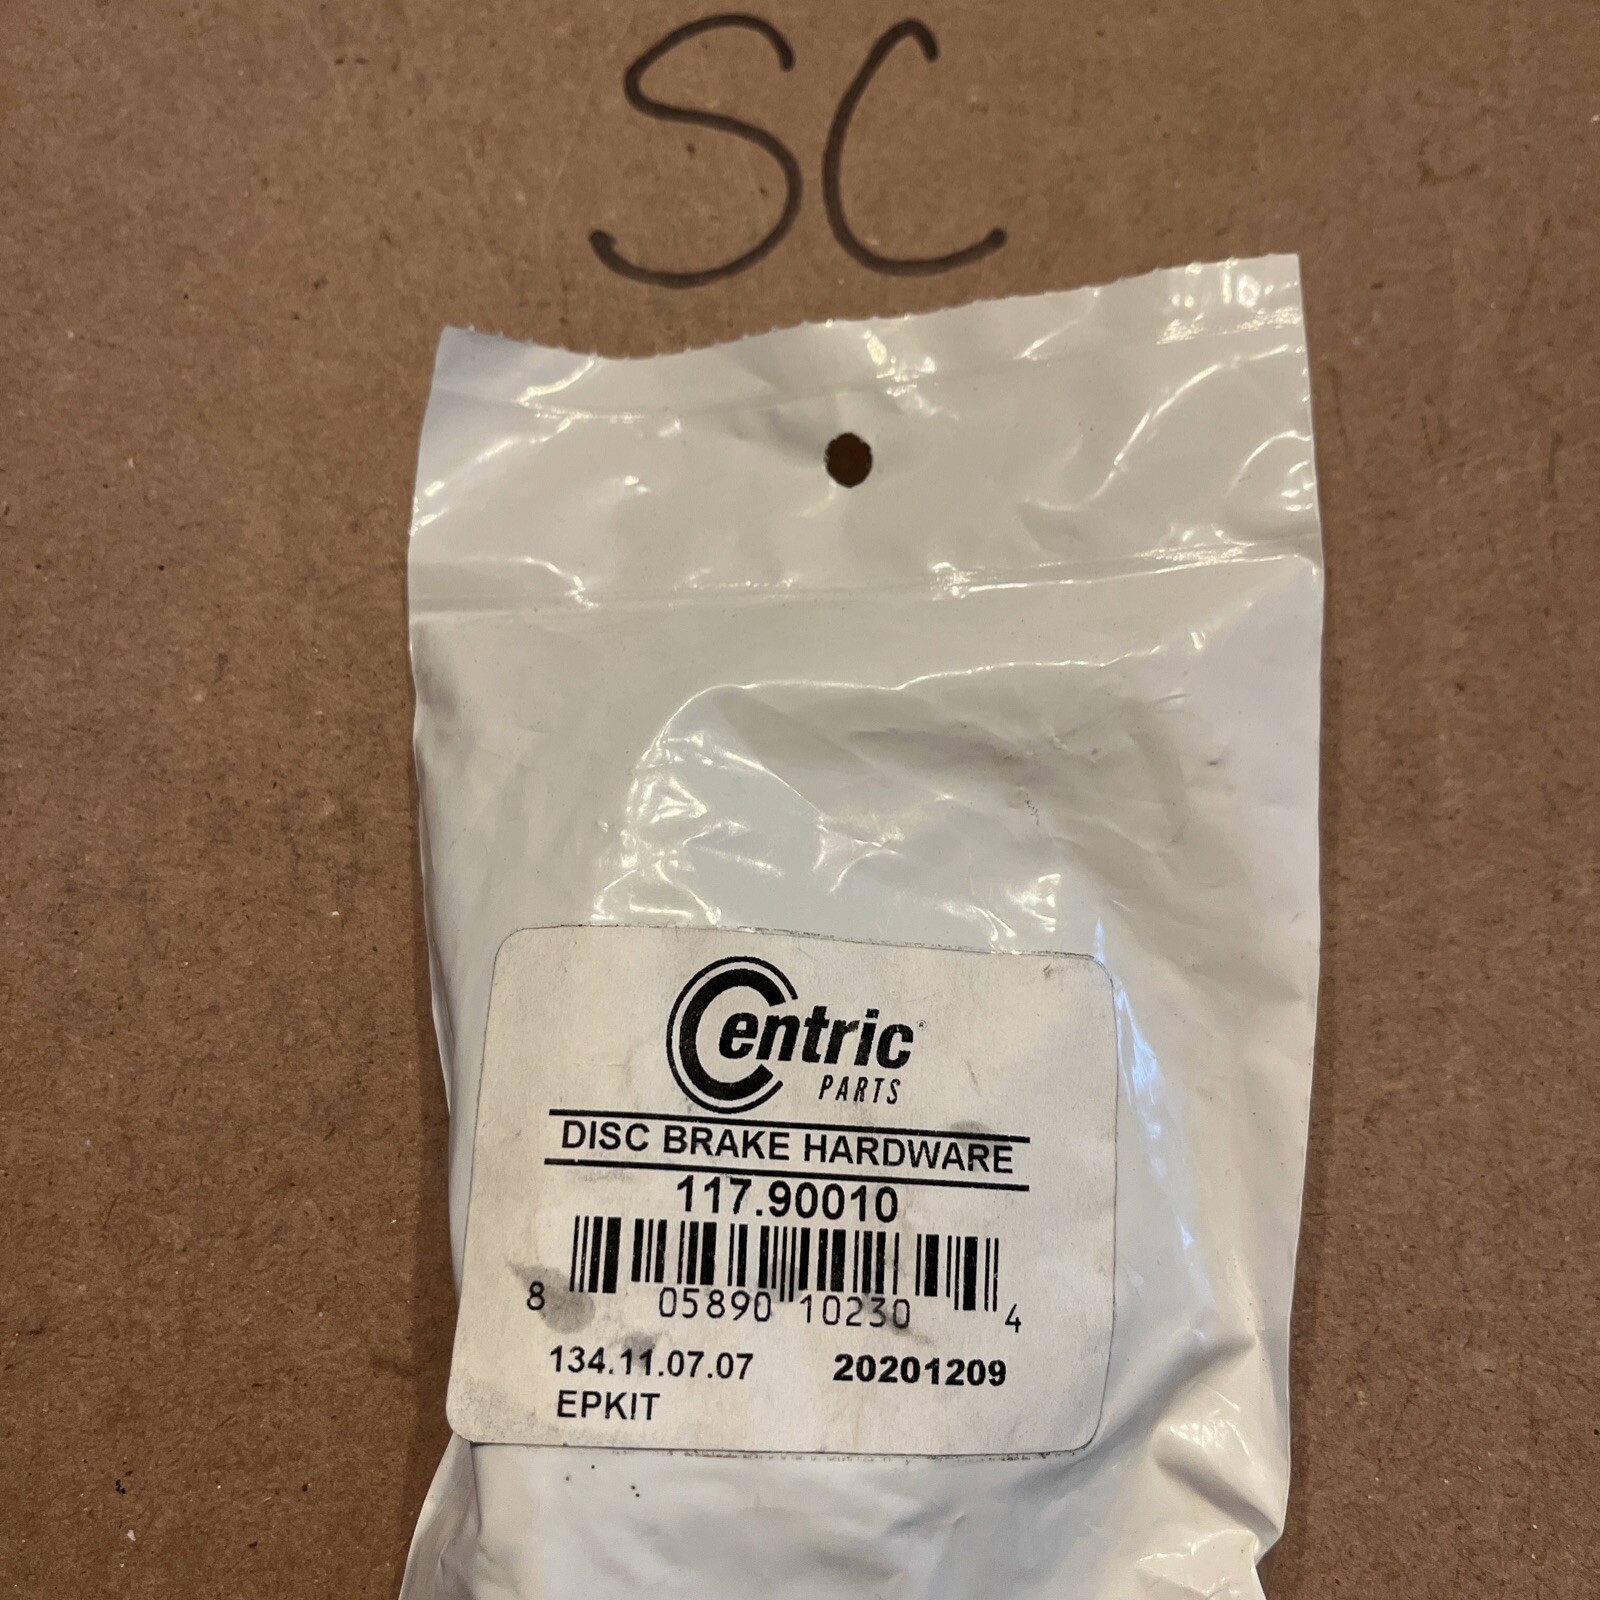 SC
Centric
PARTS
DISC BRAKE HARDWARE
117.90010
8 05890 10230 4
134.11.07.07 20201209
EPKIT